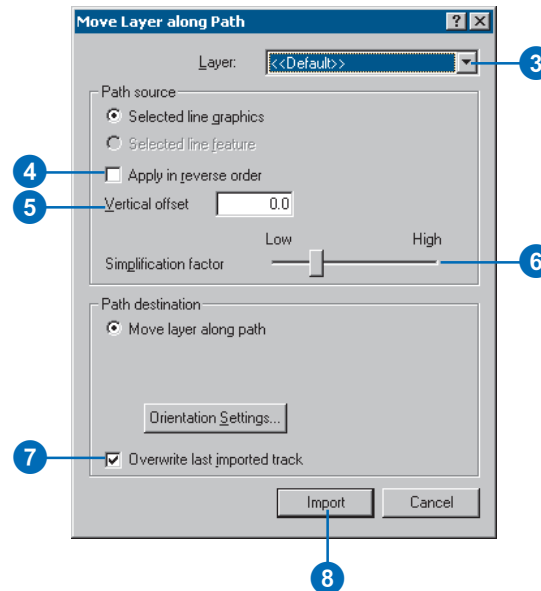 Move Layer along Path
Layer: <<Default>> 3
Path source
Selected line graphics
Selected line feature
4 Apply in reverse order
5 Vertical offset 0.0
Low High
Simplification factor 6
Path destination
Move layer along path
Orientation Settings...
7 Overwrite last imported track
Import Cancel
8